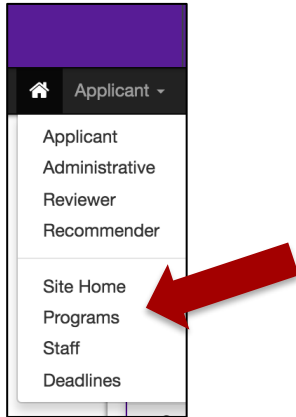 Applicant
Applicant
Administrative
Reviewer
Recommender
Site Home
Programs
Staff
Deadlines